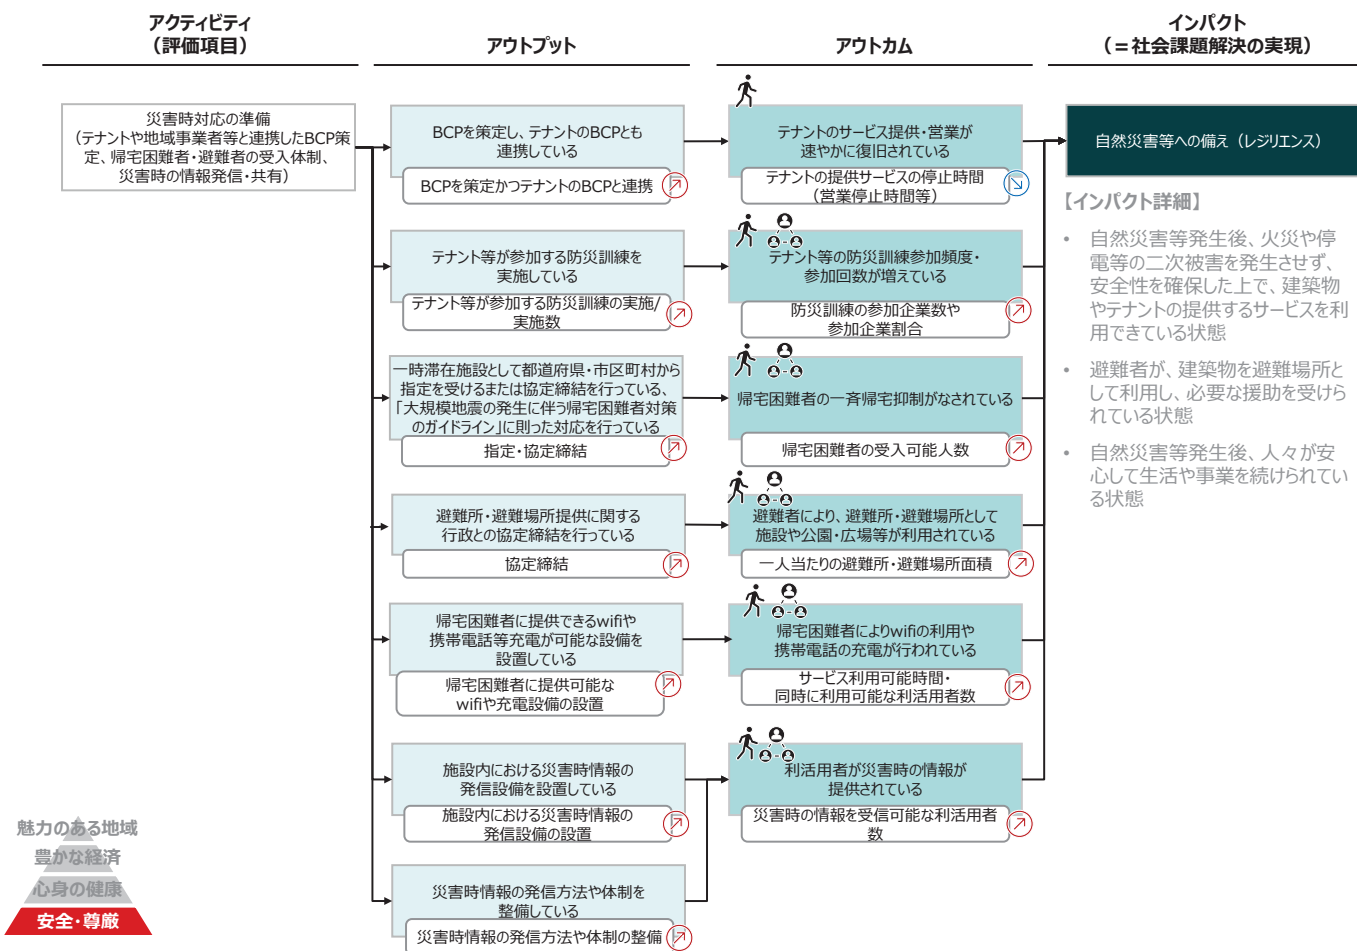 アクティビティ
（評価項目）
アウトプット
アウトカム
インパクト
（＝社会課題解決の実現）
災害時対応の準備
（テナントや地域事業者等と連携したBCP策
定、帰宅困難者・避難者の受入体制、
災害時の情報発信・共有）
BCPを策定し、テナントのBCPとも
連携している
BCPを策定かつテナントのBCPと連携
テナントのサービス提供・営業が
速やかに復旧されている
テナントの提供サービスの停止時間
（営業停止時間等）
自然災害等への備え（レジリエンス）
【インパクト詳細】
• 自然災害等発生後、火災や停
電等の二次被害を発生させず、
安全性を確保した上で、建築物
やテナントの提供するサービスを利
用できている状態
• 避難者が、建築物を避難場所と
して利用し、必要な援助を受けら
れている状態
• 自然災害等発生後、人々が安
心して生活や事業を続けられてい
る状態
テナント等が参加する防災訓練を
実施している
テナント等が参加する防災訓練の実施/
実施数
テナント等の防災訓練参加頻度・
参加回数が増えている
防災訓練の参加企業数や
参加企業割合
一時滞在施設として都道府県・市区町村から
指定を受けるまたは協定締結を行っている、
「大規模地震の発生に伴う帰宅困難者対策
のガイドライン」に則った対応を行っている
指定・協定締結
帰宅困難者の一斉帰宅抑制がなされている
帰宅困難者の受入可能人数
避難所・避難場所提供に関する
行政との協定締結を行っている
協定締結
避難者により、避難所・避難場所として
施設や公園・広場等が利用されている
一人当たりの避難所・避難場所面積
帰宅困難者に提供できるwifiや
携帯電話等充電が可能な設備を
設置している
帰宅困難者に提供可能な
wifiや充電設備の設置
帰宅困難者によりwifiの利用や
携帯電話の充電が行われている
サービス利用可能時間・
同時に利用可能な利活用者数
施設内における災害時情報の
発信設備を設置している
施設内における災害時情報の
発信設備の設置
利活用者が災害時の情報が
提供されている
災害時の情報を受信可能な利活用者
数
災害時情報の発信方法や体制を
整備している
災害時情報の発信方法や体制の整備
魅力のある地域
豊かな経済
心身の健康
安全・尊厳